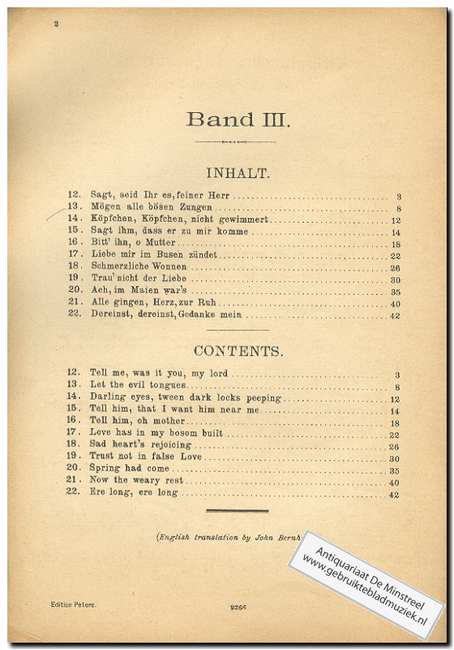 2
Band III.
INHALT.
12. Sagt, seid Ihr es, feiner Herr 3
13. Mögen alle bösen Zungen 8
14. Köpfchen, Köpfchen, nicht gewimmert 12
15. Sagt ihm, dass er zu mir komme 14
16. Bitt' ihn, o Mutter 18
17. Liebe mir im Busen zündet 22
18. Schmerzliche Wonnen 26
19. Trau' nicht der Liebe 30
20. Ach, im Maien war's 35
21. Alle gingen, Herz, zur Ruh 40
22. Dereinst, dereinst, Gedanke mein 42
CONTENTS.
12. Tell me, was it you, my lord 3
13. Let the evil tongues 8
14. Darling eyes, tween dark locks peeping 12
15. Tell him, that I want him near me 14
16. Tell him, oh mother 18
17. Love has in my bosom built 22
18. Sad heart's rejoicing 26
19. Trust not in false Love 30
20. Spring had come 35
21. Now the weary rest 40
22. Ere long, ere long 42
(English translation by John Bernh
Antiquariaat De Minstreel
www.gebruiktebladmuziek.nl
Edition Peters.
9266